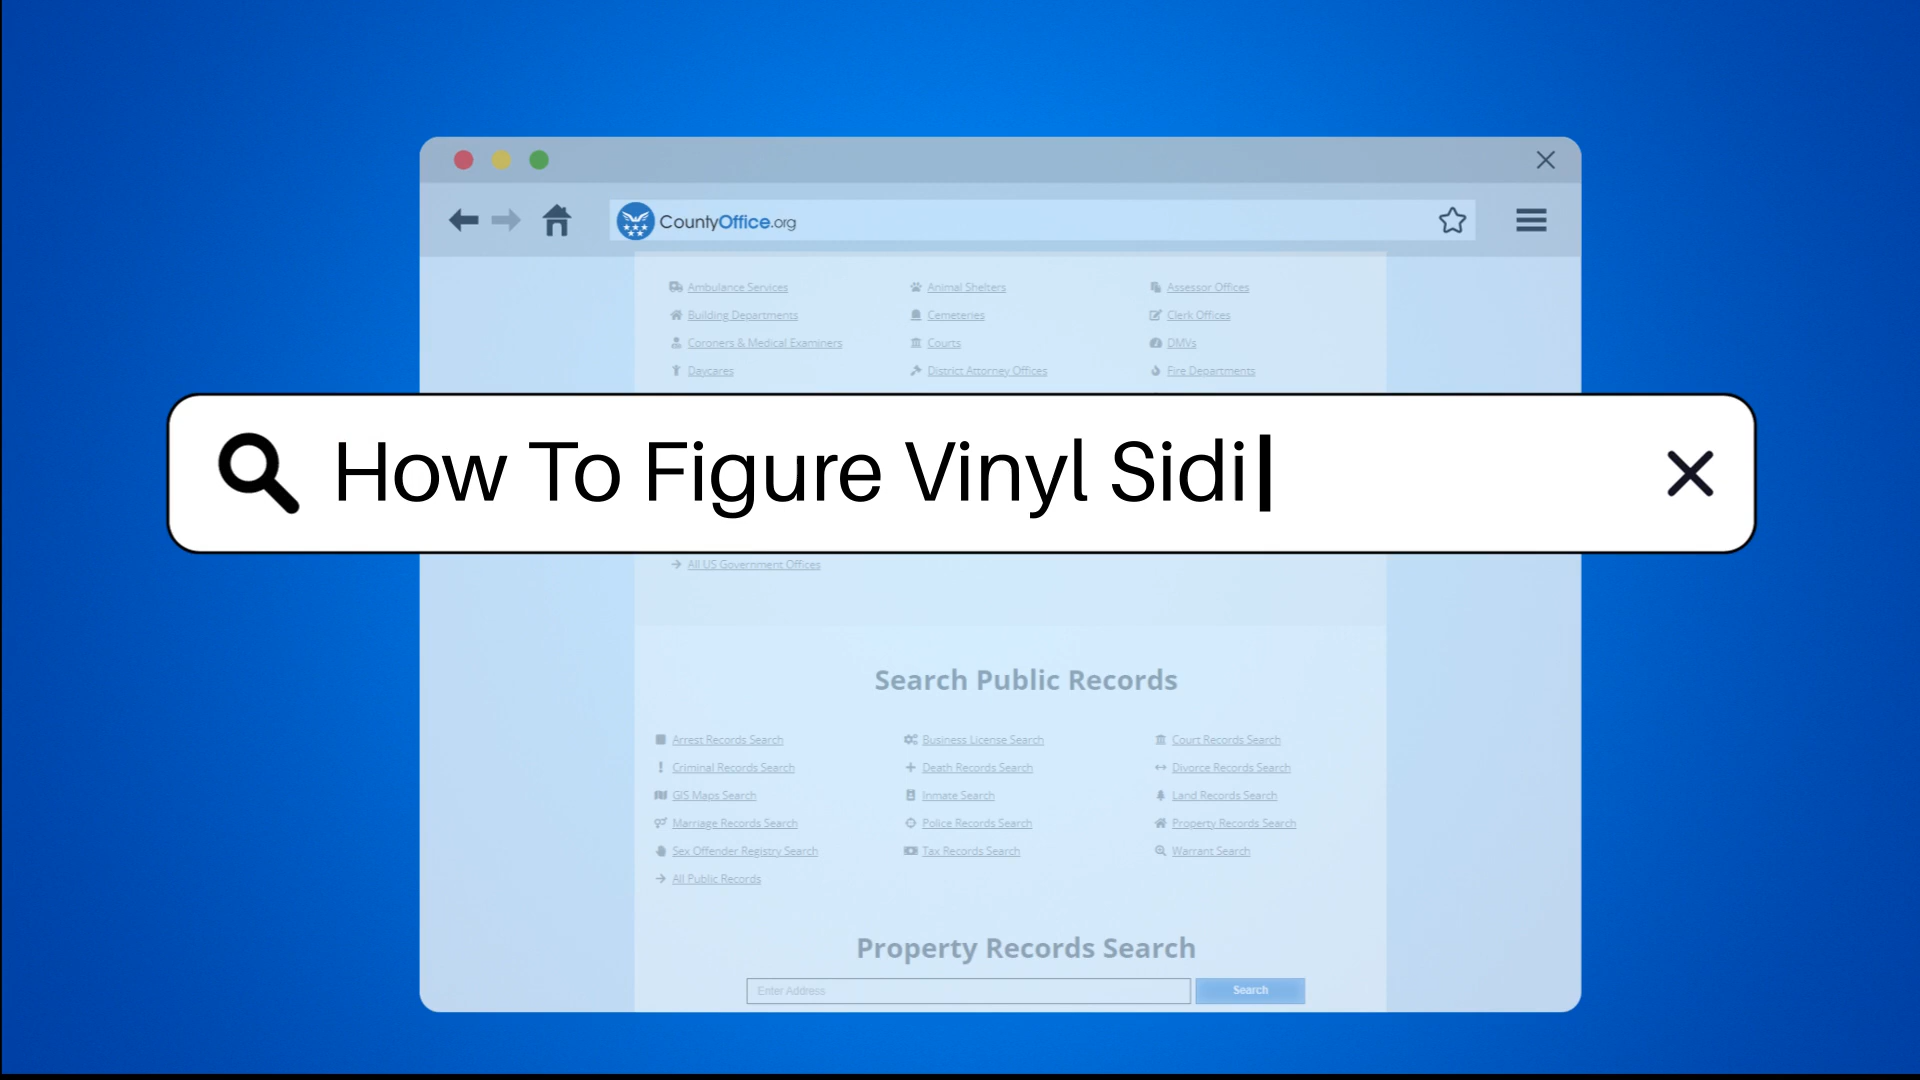 CountyOffice.org
Ambulance Services Animal Shelters Assessor Offices
Building Departments Cemeteries Clerk Offices
Coroners & Medical Examiners Courts DMVs
Daycares District Attorney Offices Fire Departments
How To Figure Vinyl Sidi
All US Government Offices
Search Public Records
Arrest Records Search Business License Search Court Records Search
Criminal Records Search Death Records Search Divorce Records Search
GIS Maps Search Inmate Search Land Records Search
Marriage Records Search Police Records Search Property Records Search
Sex Offender Registry Search Tax Records Search Warrant Search
All Public Records
Property Records Search
Enter Address Search